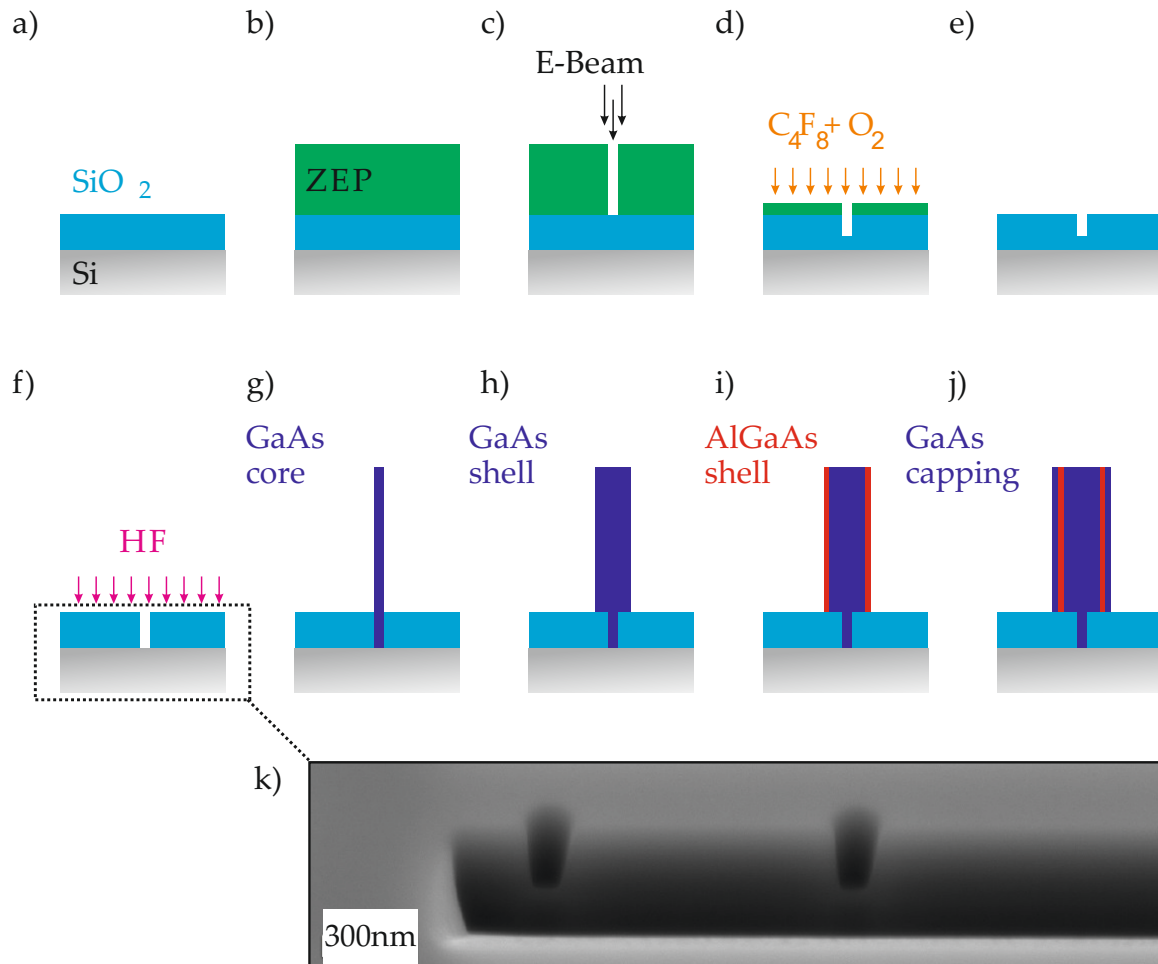 a)
b)
c)
d)
e)
E-Beam
C4F8+ O2
SiO 2
ZEP
Si
f)
g)
h)
i)
j)
GaAs
core
GaAs
shell
AlGaAs
shell
GaAs
capping
HF
k)
300nm